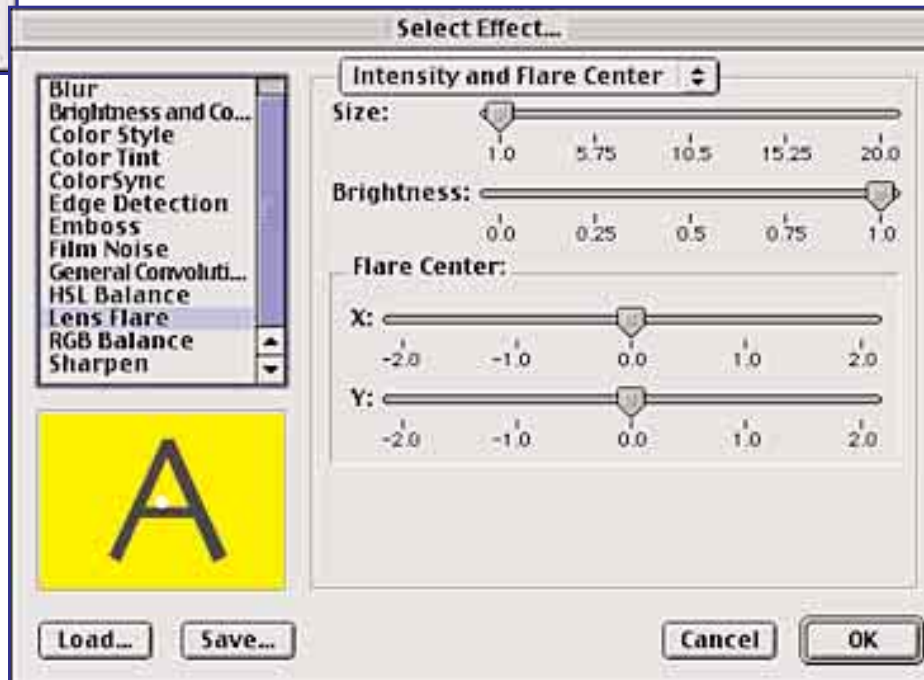 Select Effect...
Blur
Brightness and Co...
Color Style
Color Tint
ColorSync
Edge Detection
Emboss
Film Noise
General Convoluti...
HSL Balance
Lens Flare
RGB Balance
Sharpen
Intensity and Flare Center
Size:
1.0 5.75 10.5 15.25 20.0
Brightness:
0.0 0.25 0.5 0.75 1.0
Flare Center:
X:
-2.0 -1.0 0.0 1.0 2.0
Y:
-2.0 -1.0 0.0 1.0 2.0
A
Load... Save... Cancel OK